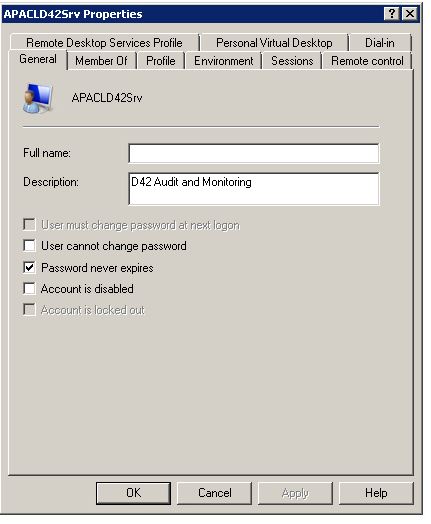 APACLD42Srv Properties
Remote Desktop Services Profile Personal Virtual Desktop Dial-in
General Member Of Profile Environment Sessions Remote control
APACLD42Srv
Full name:
Description: D42 Audit and Monitoring
User must change password at next logon
User cannot change password
Password never expires
Account is disabled
Account is locked out
OK Cancel Apply Help